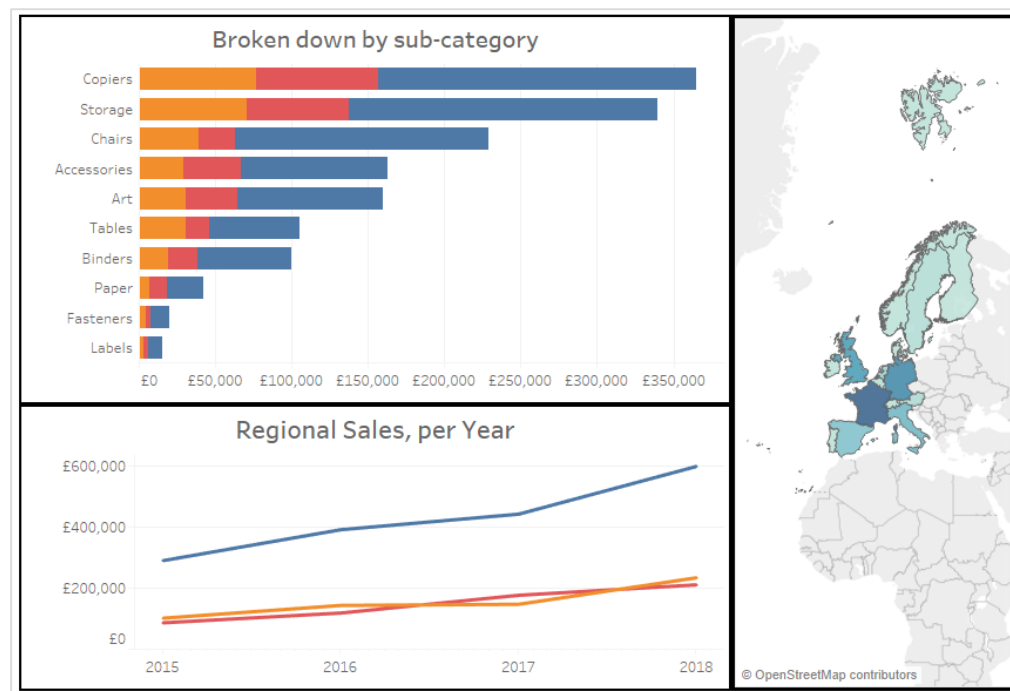 Broken down by sub-category
Copiers
Storage
Chairs
Accessories
Art
Tables
Binders
Paper
Fasteners
Labels
£0 £50,000 £100,000 £150,000 £200,000 £250,000 £300,000 £350,000
Regional Sales, per Year
£600,000
£400,000
£200,000
£0
2015 2016 2017 2018
© OpenStreetMap contributors